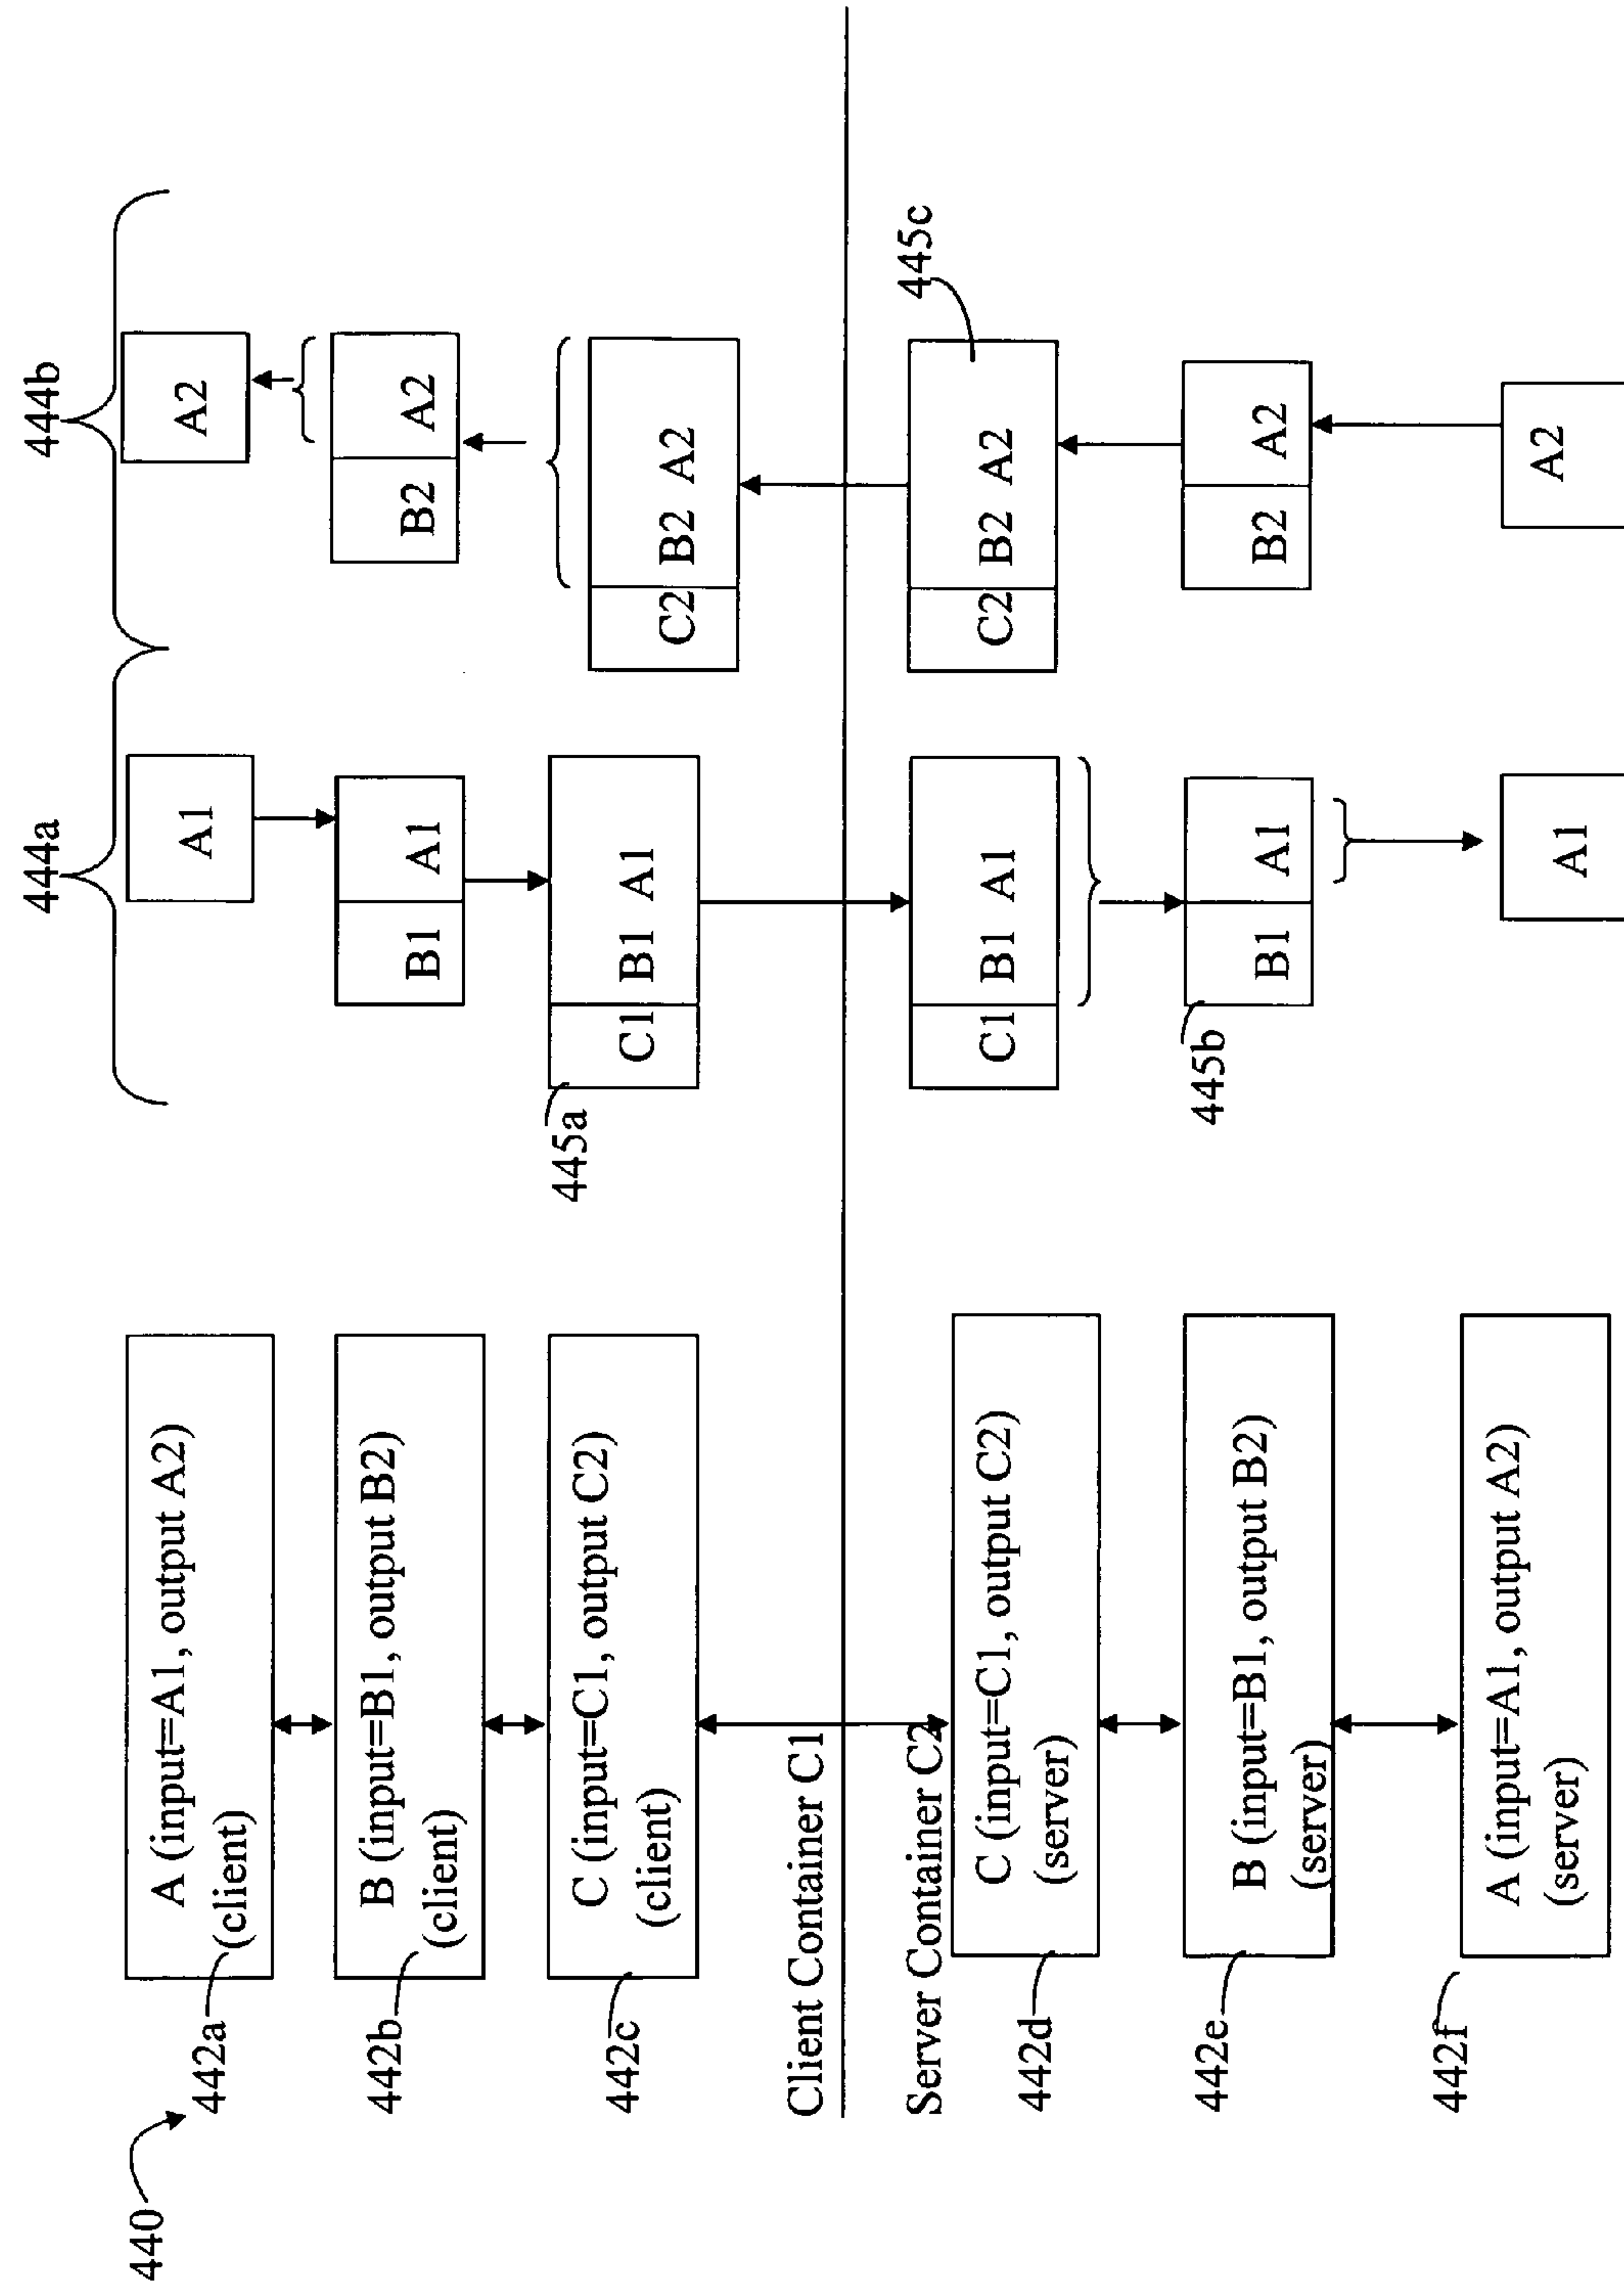 440
442a
A (input=A1, output A2)
(client)
442b
B (input=B1, output B2)
(client)
442c
C (input=C1, output C2)
(client)
Client Container C1
Server Container C2
442d
C (input=C1, output C2)
(server)
442e
B (input=B1, output B2)
(server)
442f
A (input=A1, output A2)
(server)
444a
A1
B1 A1
445a
C1 B1 A1
C1 B1 A1
445b
B1 A1
A1
444b
A2
B2 A2
C2 B2 A2
445c
C2 B2 A2
B2 A2
A2